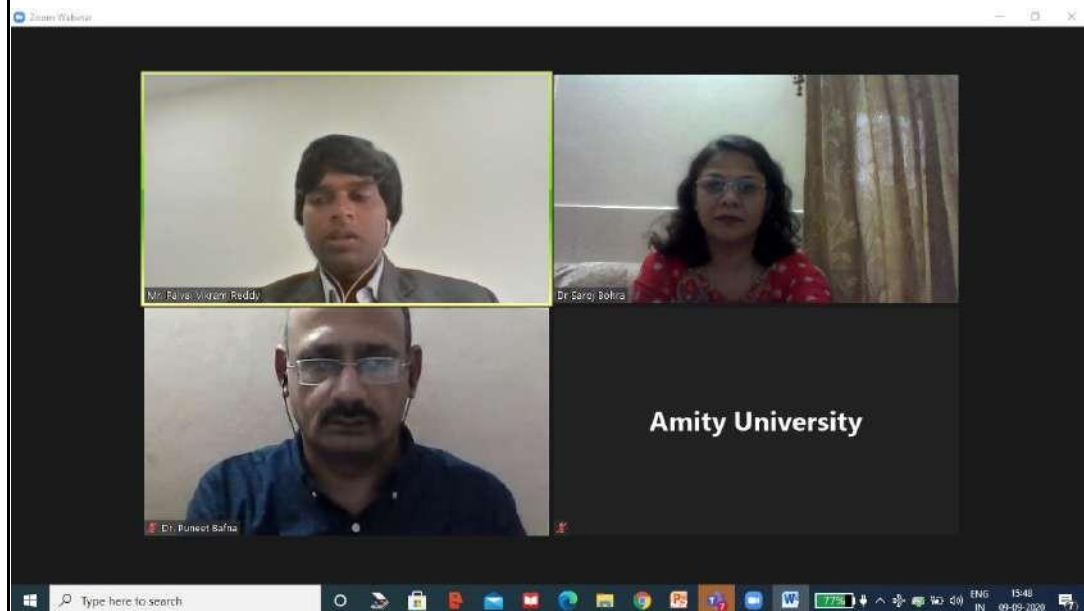 Zoom Webinar
Mr. Palvai Vikram Reddy
Dr Saroj Bohra
Dr. Puneet Bafna
Amity University
Type here to search
77%
ENG
15:48
IN
09-09-2020